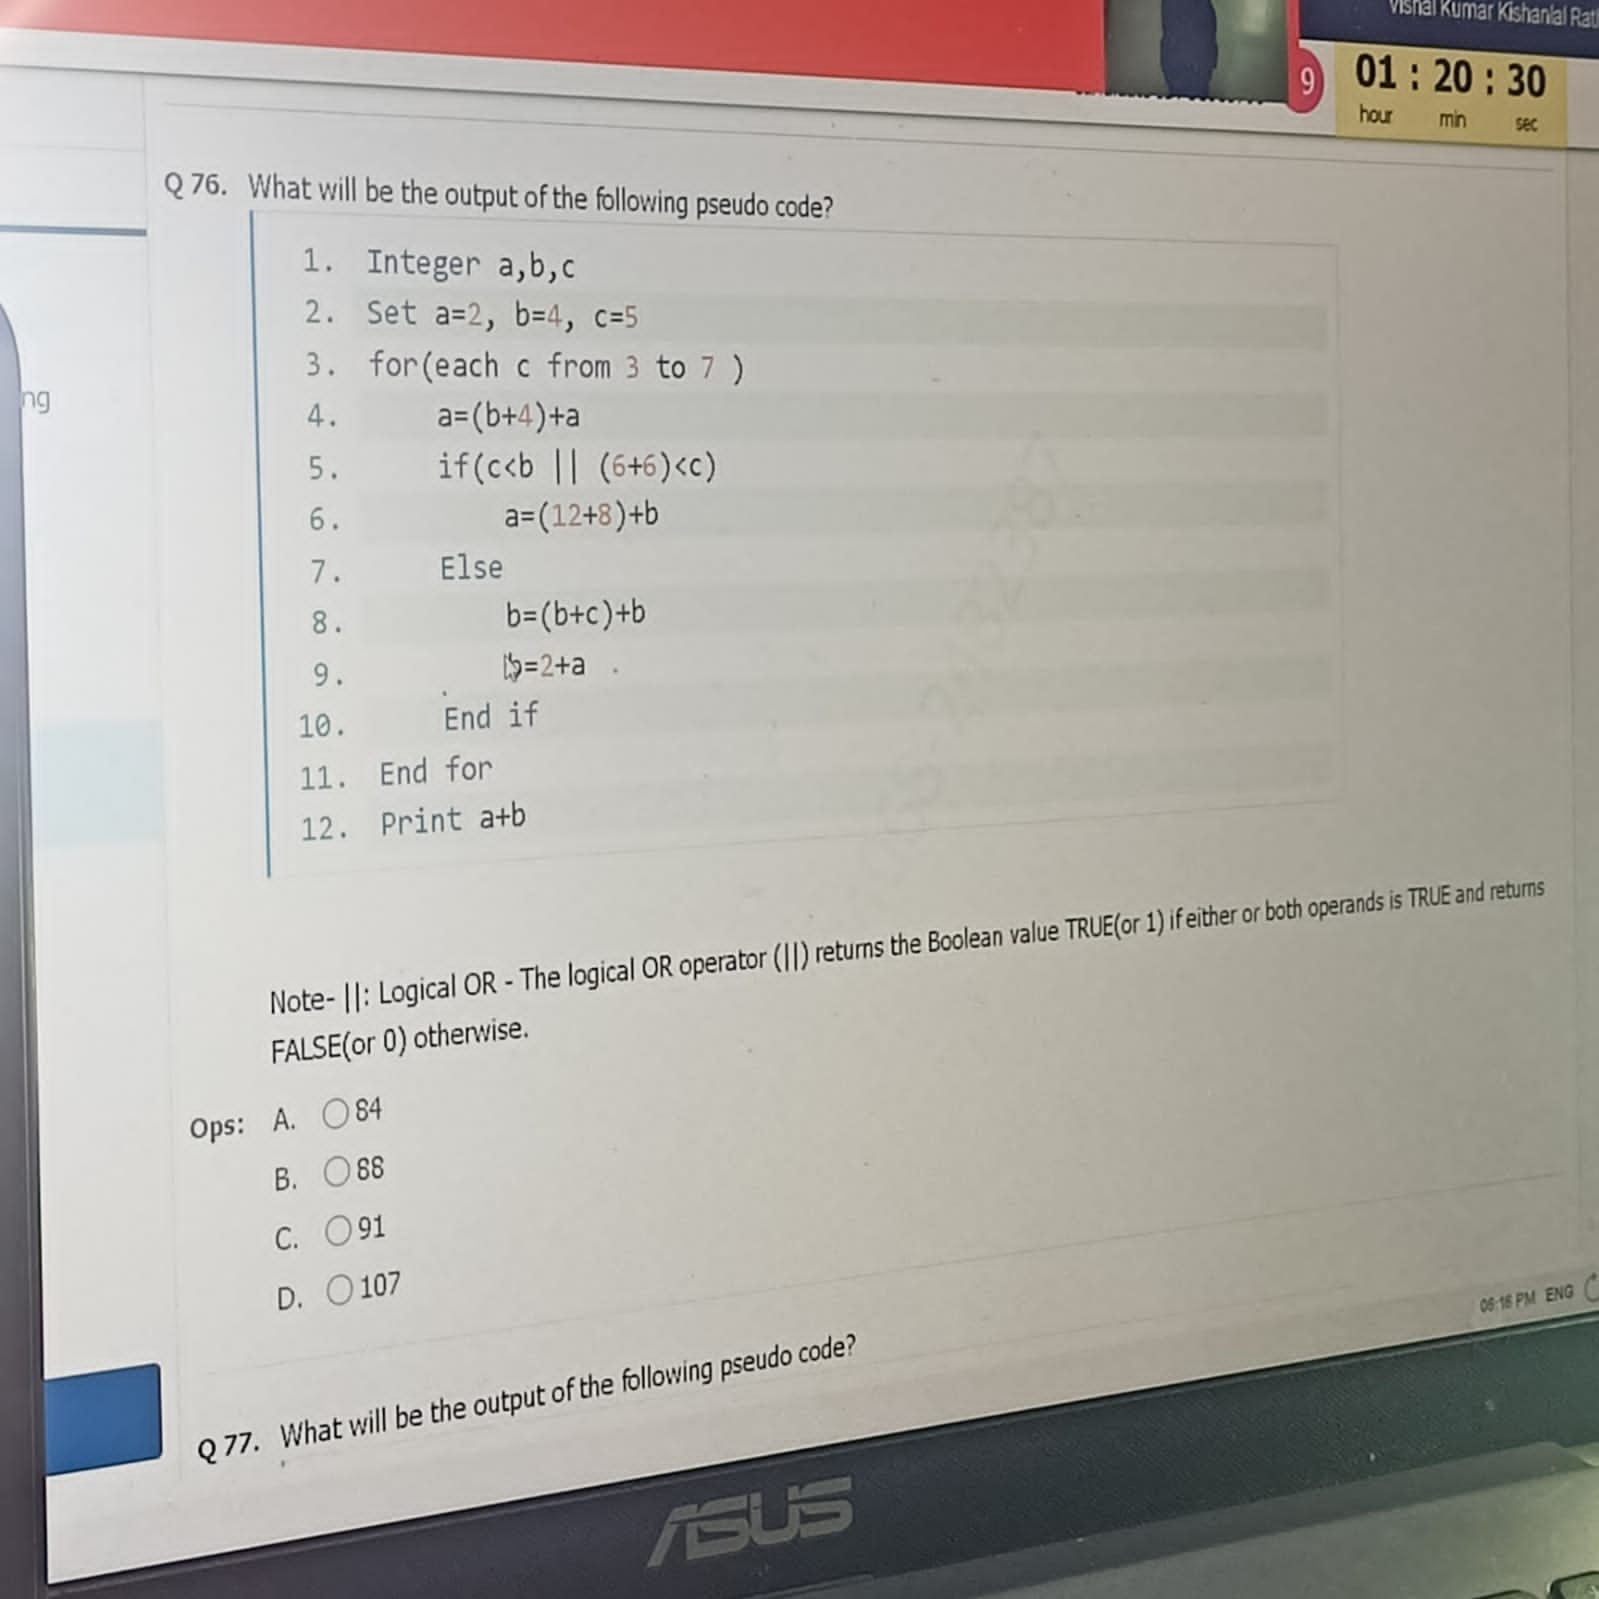 Vishal Kumar Kishanlal
9
01 : 20 : 30
hour min sec
ng
Q 76. What will be the output of the following pseudo code?
1. Integer a,b,c
2. Set a=2, b=4, c=5
3. for(each c from 3 to 7 )
4. a=(b+4)+a
5. if(c<b || (6+6)<c)
6. a=(12+8)+b
7. Else
8. b=(b+c)+b
9. b=2+a
10. End if
11. End for
12. Print a+b
Note- ||: Logical OR - The logical OR operator (||) returns the Boolean value TRUE(or 1) if either or both operands is TRUE and returns
FALSE(or 0) otherwise.
Ops: A. 84
B. 88
C. 91
D. 107
06:16 PM ENG
Q 77. What will be the output of the following pseudo code?
ASUS